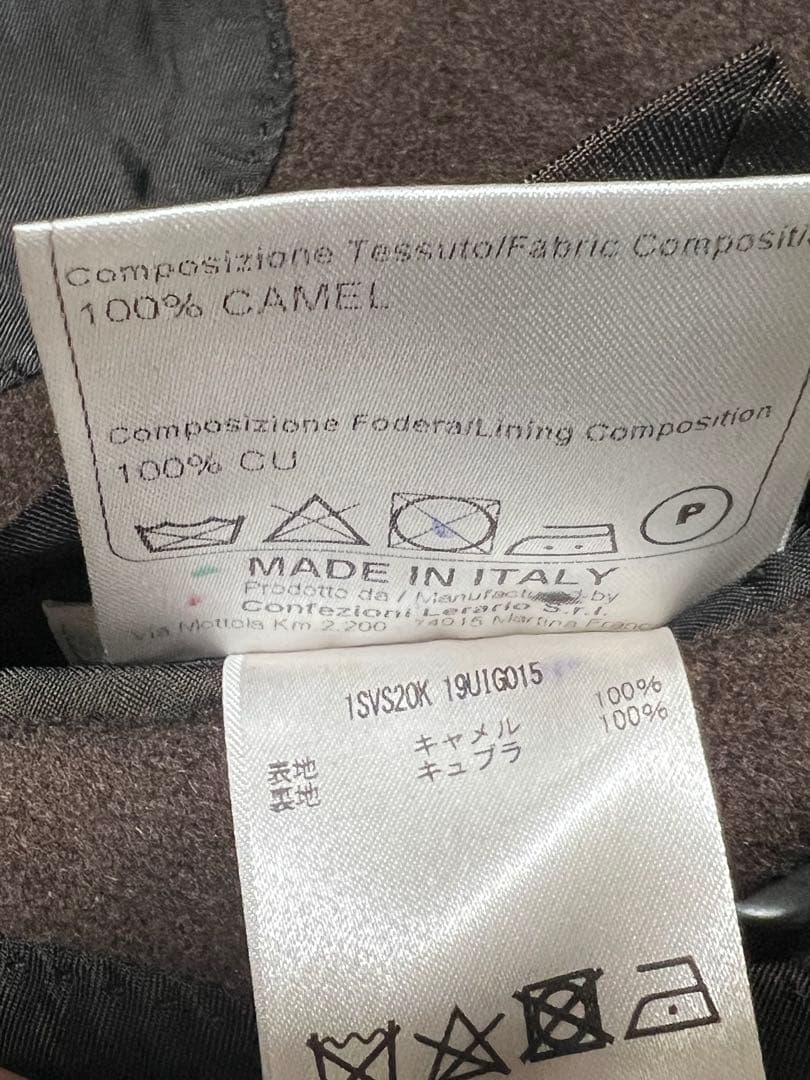 Composizione Tessuto/Fabric Compositi
100% CAMEL
Composizione Fodera/Lining Composition
100% CU
P
MADE IN ITALY
Prodotto da / Manufactured by
Confezioni Lerario S.r.l.
Via Mottola Km 2.200 74015 Martina Franc
1SVS20K 19UIG015
表地 キャメル 100%
裏地 キュプラ 100%